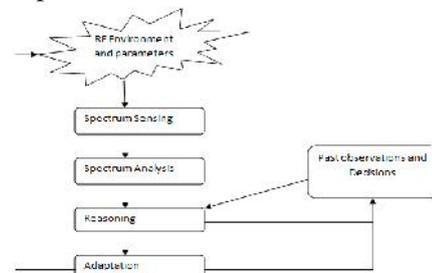 RF Environment
and parameters
Spectrum Sensing
Spectrum Analysis
Past observations and
Decisions
Reasoning
Adaptation